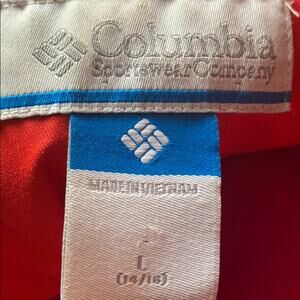 Columbia
Sportswear Company
MADE IN VIETNAM
L
(14/16)